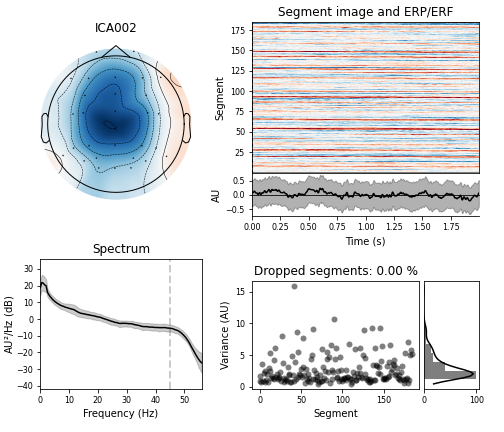 ICA002
Segment image and ERP/ERF
Segment
175
150
125
100
75
50
25
AU
0.5
0.0
−0.5
0.00 0.25 0.50 0.75 1.00 1.25 1.50 1.75
Time (s)
Spectrum
AU²/Hz (dB)
30
20
10
0
−10
−20
−30
−40
0 10 20 30 40 50
Frequency (Hz)
Dropped segments: 0.00 %
Variance (AU)
15
10
5
0
0 50 100 150
Segment
0 100